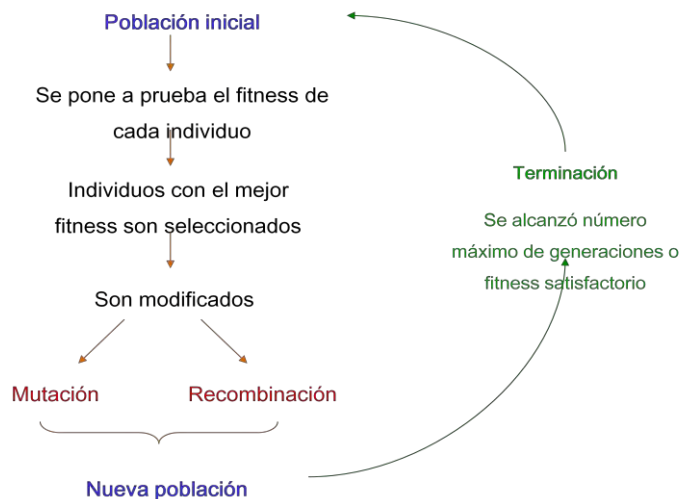 Población inicial
Se pone a prueba el fitness de
cada individuo
Individuos con el mejor
fitness son seleccionados
Son modificados
Mutación
Recombinación
Nueva población
Terminación
Se alcanzó número
máximo de generaciones o
fitness satisfactorio